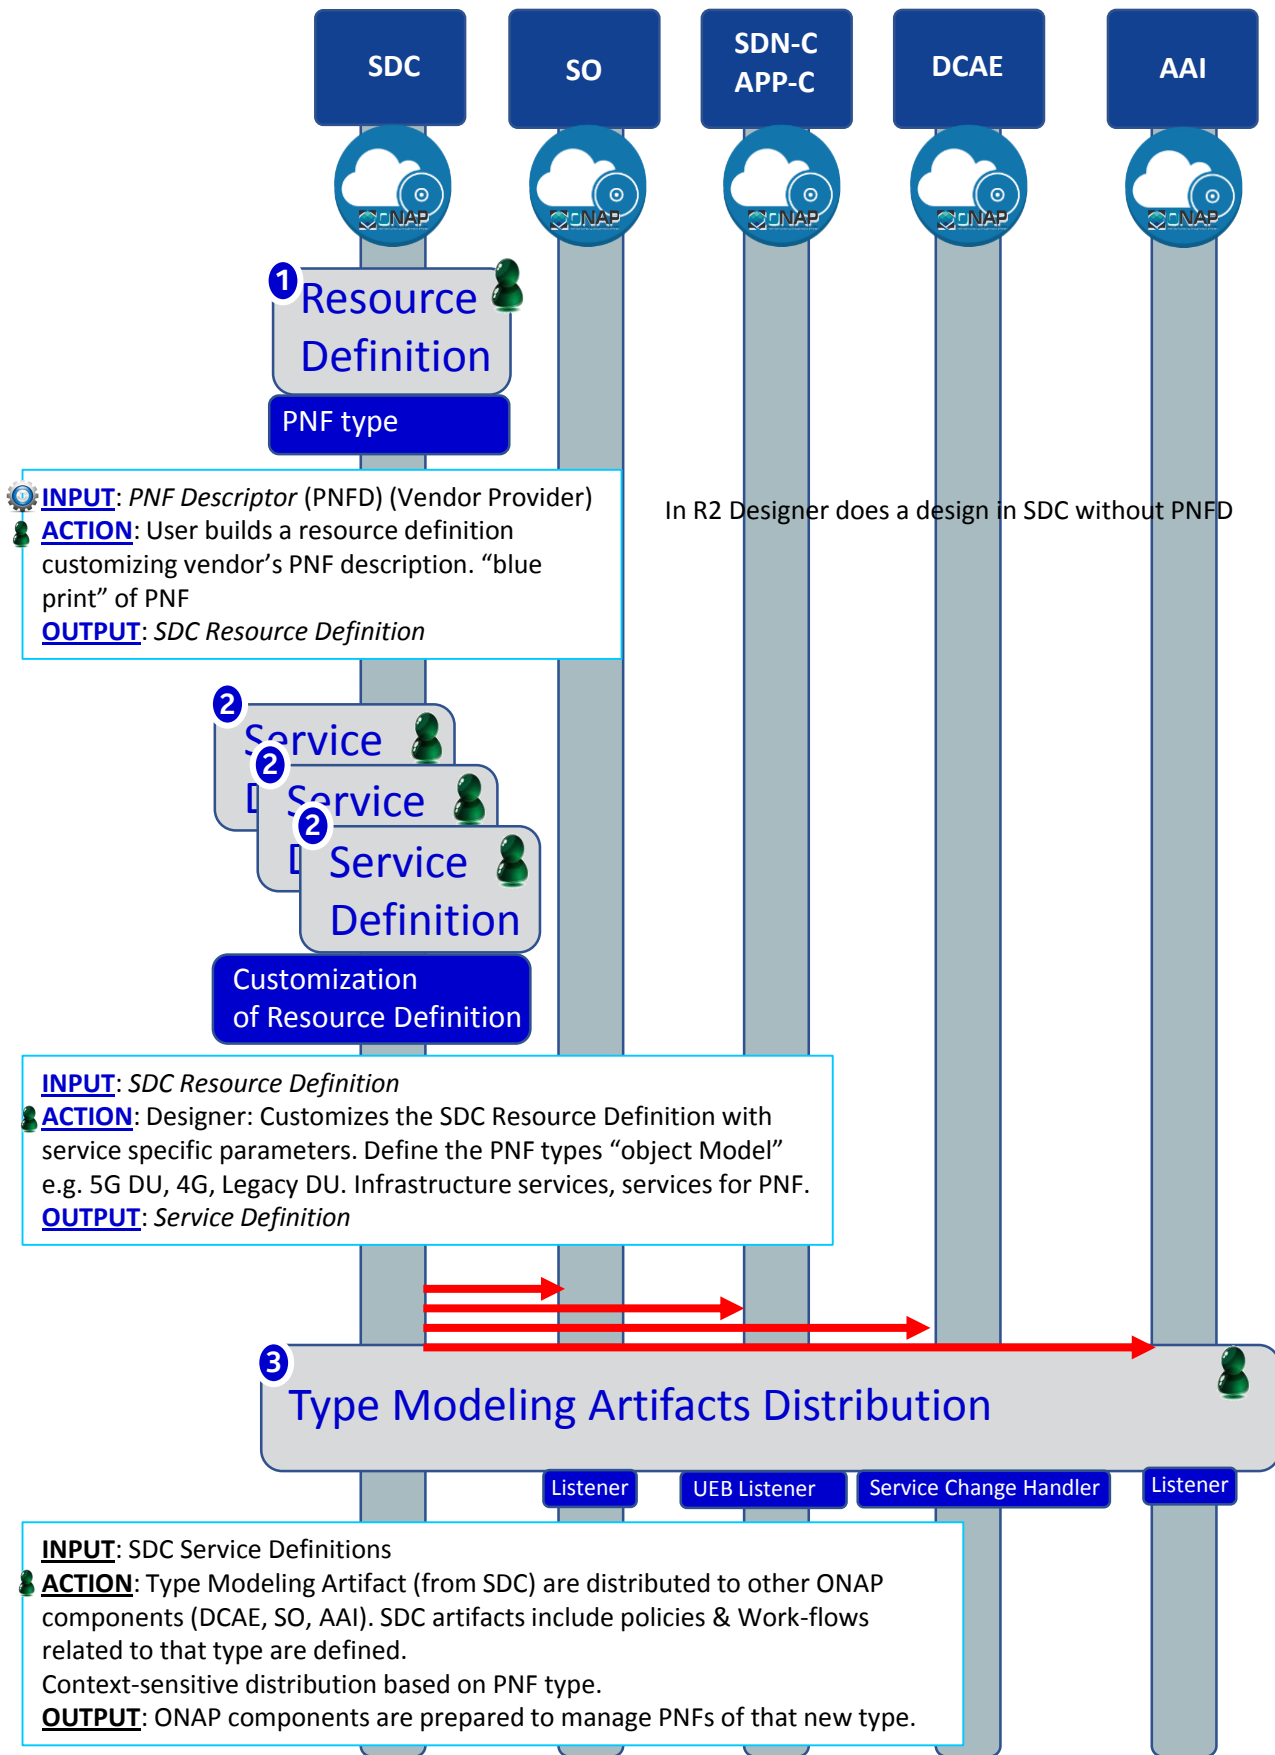 SDC
SO
SDN-C
APP-C
DCAE
AAI
ONAP
ONAP
ONAP
ONAP
ONAP
1
Resource
Definition
PNF type
INPUT: PNF Descriptor (PNFD) (Vendor Provider)
ACTION: User builds a resource definition
customizing vendor’s PNF description. “blue
print” of PNF
OUTPUT: SDC Resource Definition
In R2 Designer does a design in SDC without PNFD
2
Service
D
2
Service
D
2
Service
Definition
Customization
of Resource Definition
INPUT: SDC Resource Definition
ACTION: Designer: Customizes the SDC Resource Definition with
service specific parameters. Define the PNF types “object Model”
e.g. 5G DU, 4G, Legacy DU. Infrastructure services, services for PNF.
OUTPUT: Service Definition
3
Type Modeling Artifacts Distribution
Listener
UEB Listener
Service Change Handler
Listener
INPUT: SDC Service Definitions
ACTION: Type Modeling Artifact (from SDC) are distributed to other ONAP
components (DCAE, SO, AAI). SDC artifacts include policies & Work-flows
related to that type are defined.
Context-sensitive distribution based on PNF type.
OUTPUT: ONAP components are prepared to manage PNFs of that new type.